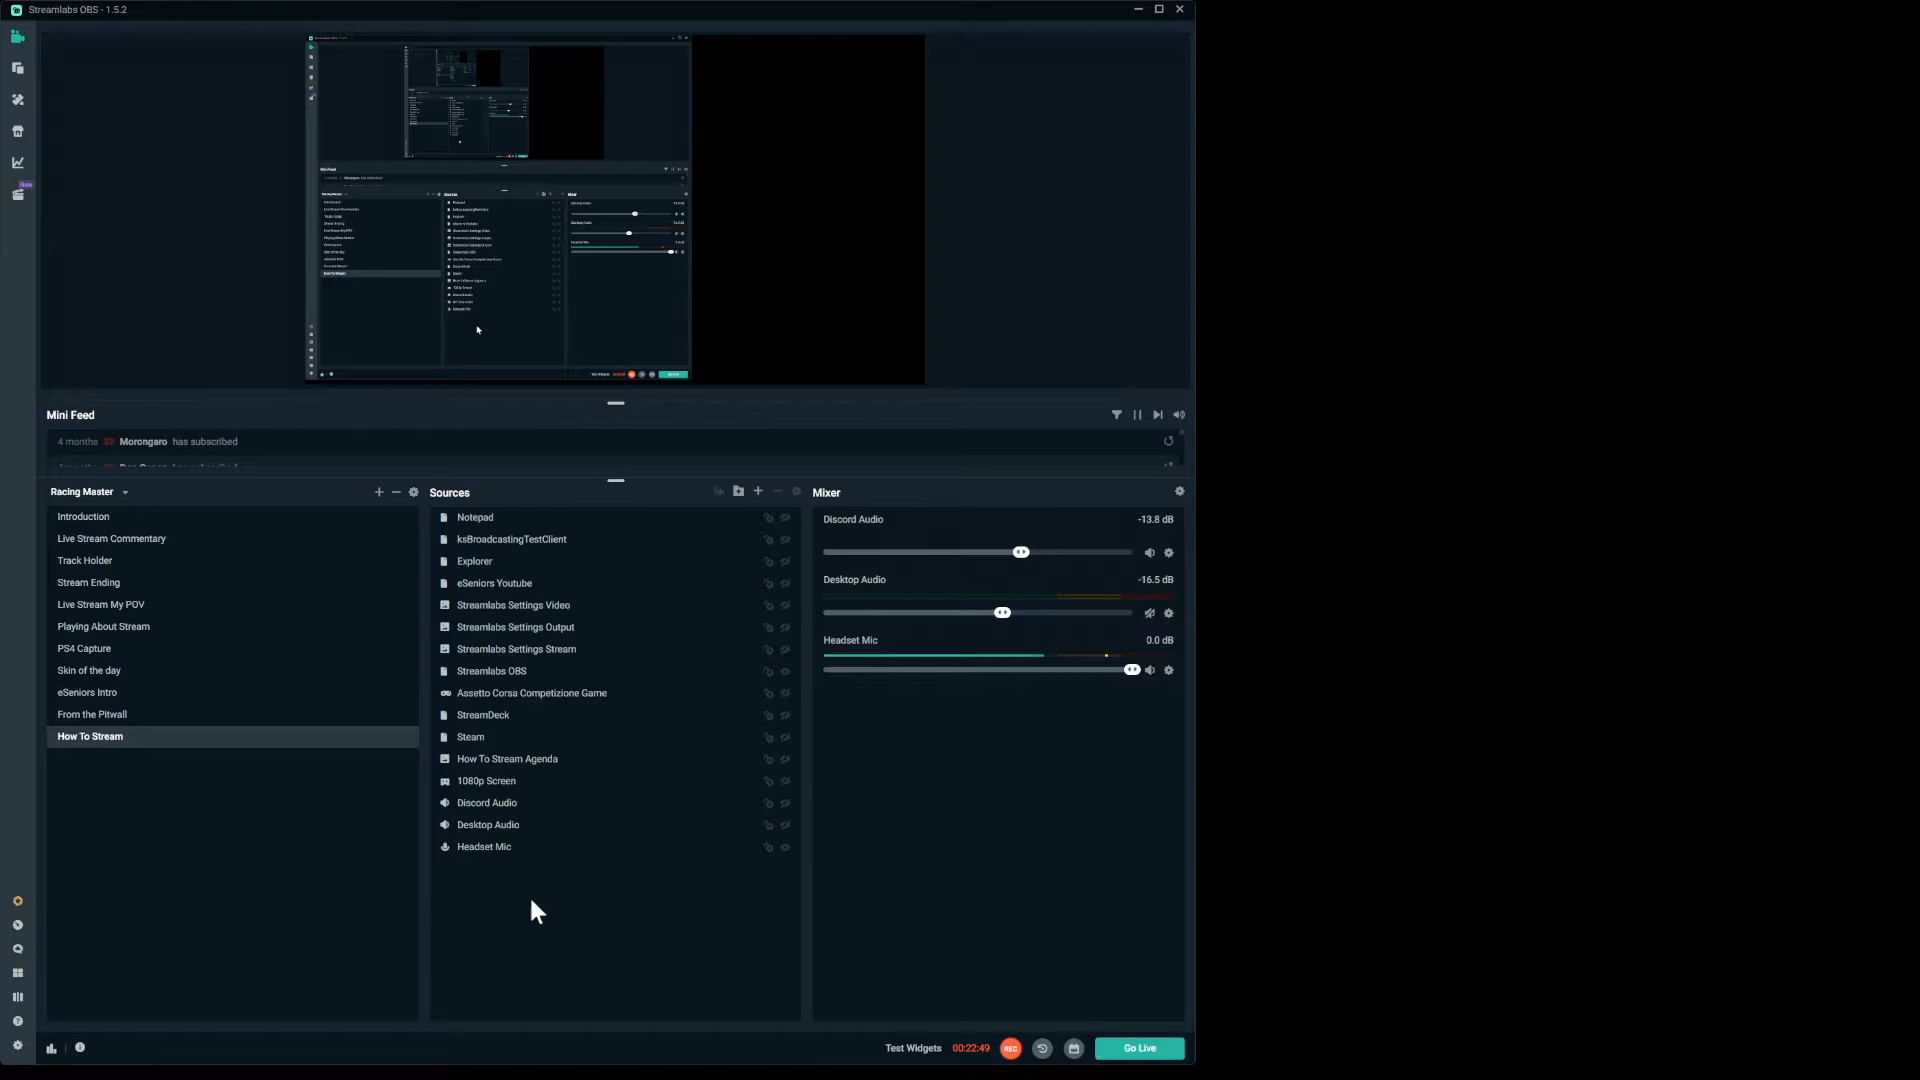 Streamlabs OBS - 1.5.2
New
Mini Feed
4 months Morongaro has subscribed
Racing Master
Introduction
Live Stream Commentary
Track Holder
Stream Ending
Live Stream My POV
Playing About Stream
PS4 Capture
Skin of the day
eSeniors Intro
From the Pitwall
How To Stream
Sources
Notepad
ksBroadcastingTestClient
Explorer
eSeniors Youtube
Streamlabs Settings Video
Streamlabs Settings Output
Streamlabs Settings Stream
Streamlabs OBS
Assetto Corsa Competizione Game
StreamDeck
Steam
How To Stream Agenda
1080p Screen
Discord Audio
Desktop Audio
Headset Mic
Mixer
Discord Audio -13.8 dB
Desktop Audio -16.5 dB
Headset Mic 0.0 dB
Test Widgets 00:22:49 REC Go Live